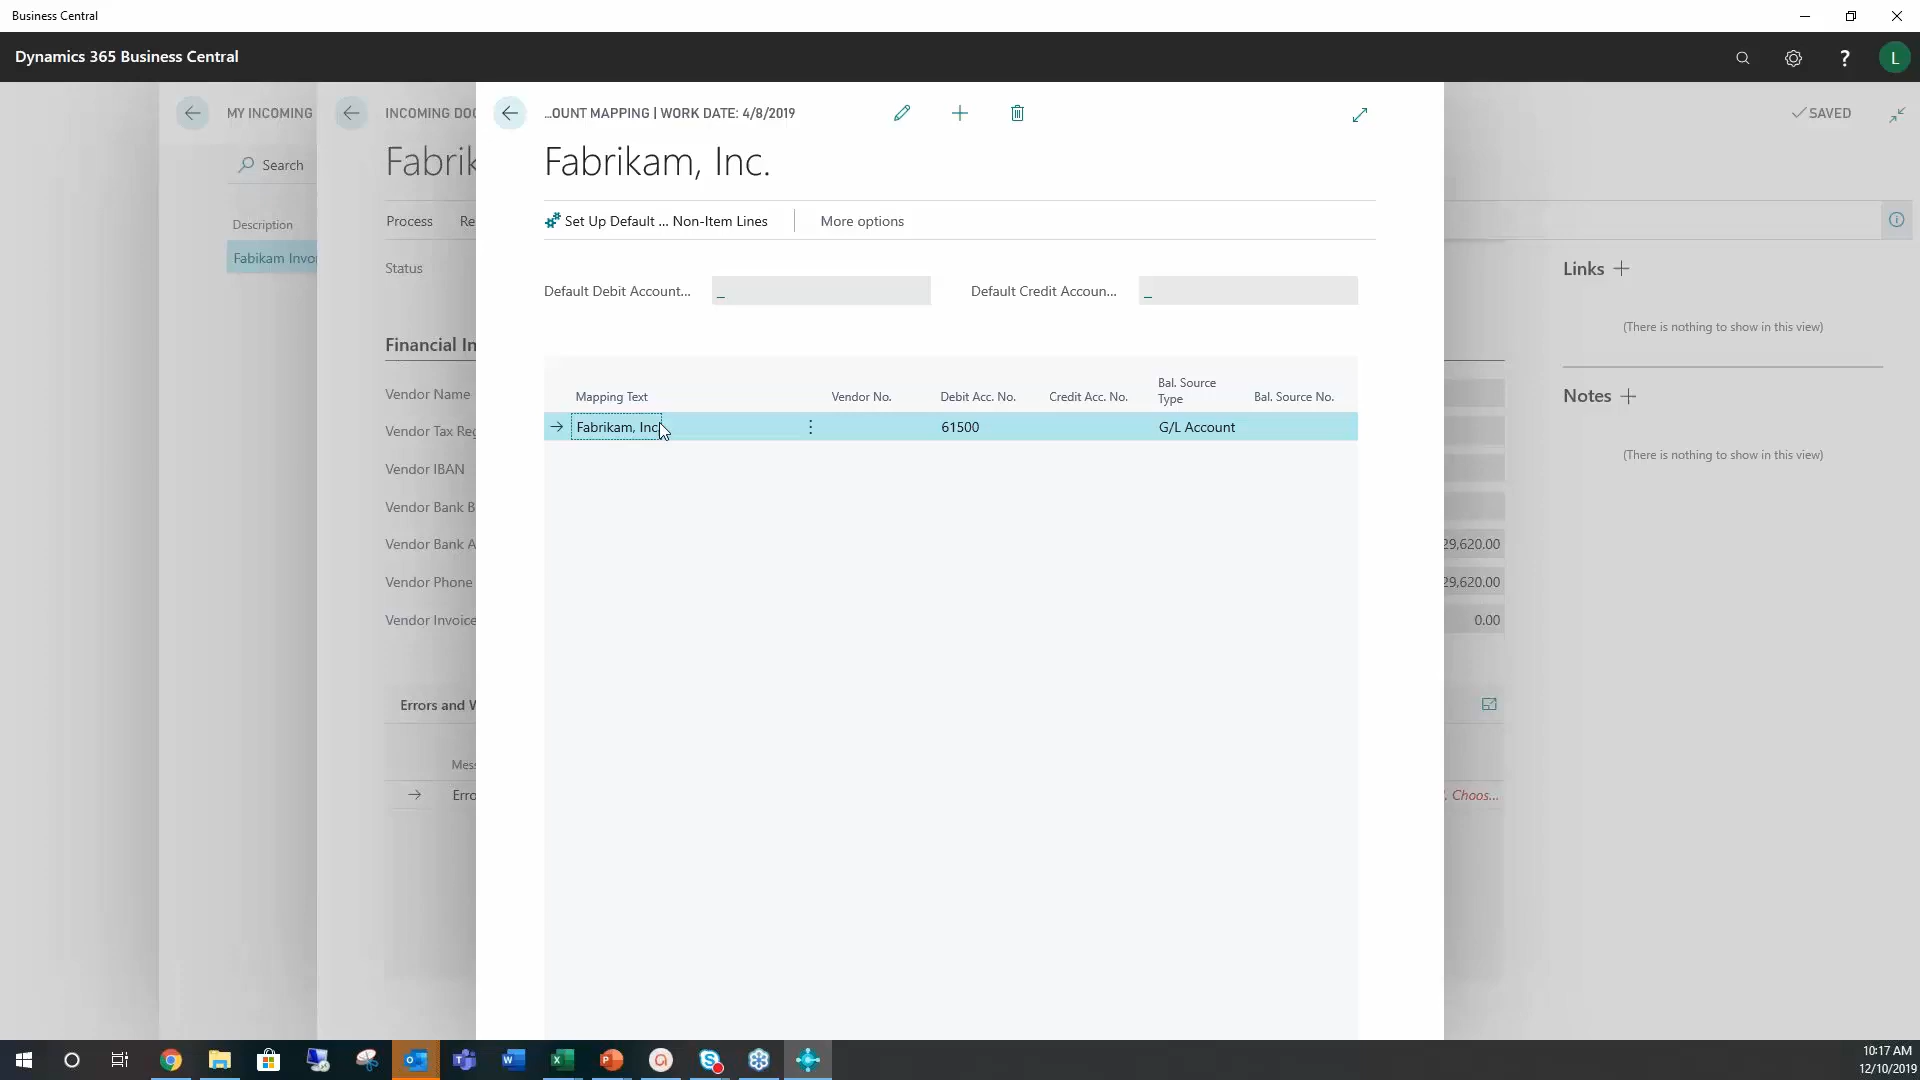 Business Central
Dynamics 365 Business Central
L
MY INCOMING
INCOMING DOC
...OUNT MAPPING | WORK DATE: 4/8/2019
SAVED
Search
Fabrik
Fabrikam, Inc.
Process
Re
Set Up Default ... Non-Item Lines
More options
Description
Fabikam Invo
Status
Default Debit Account...
_
Default Credit Accoun...
_
Links
(There is nothing to show in this view)
Notes
(There is nothing to show in this view)
Financial In
Vendor Name
Vendor Tax Reg
Vendor IBAN
Vendor Bank B
Vendor Bank A
Vendor Phone
Vendor Invoice
Mapping Text
Vendor No.
Debit Acc. No.
Credit Acc. No.
Bal. Source
Type
Bal. Source No.
Fabrikam, Inc
61500
G/L Account
29,620.00
29,620.00
0.00
Errors and W
Mess
Erro
. Choos...
10:17 AM
12/10/2019